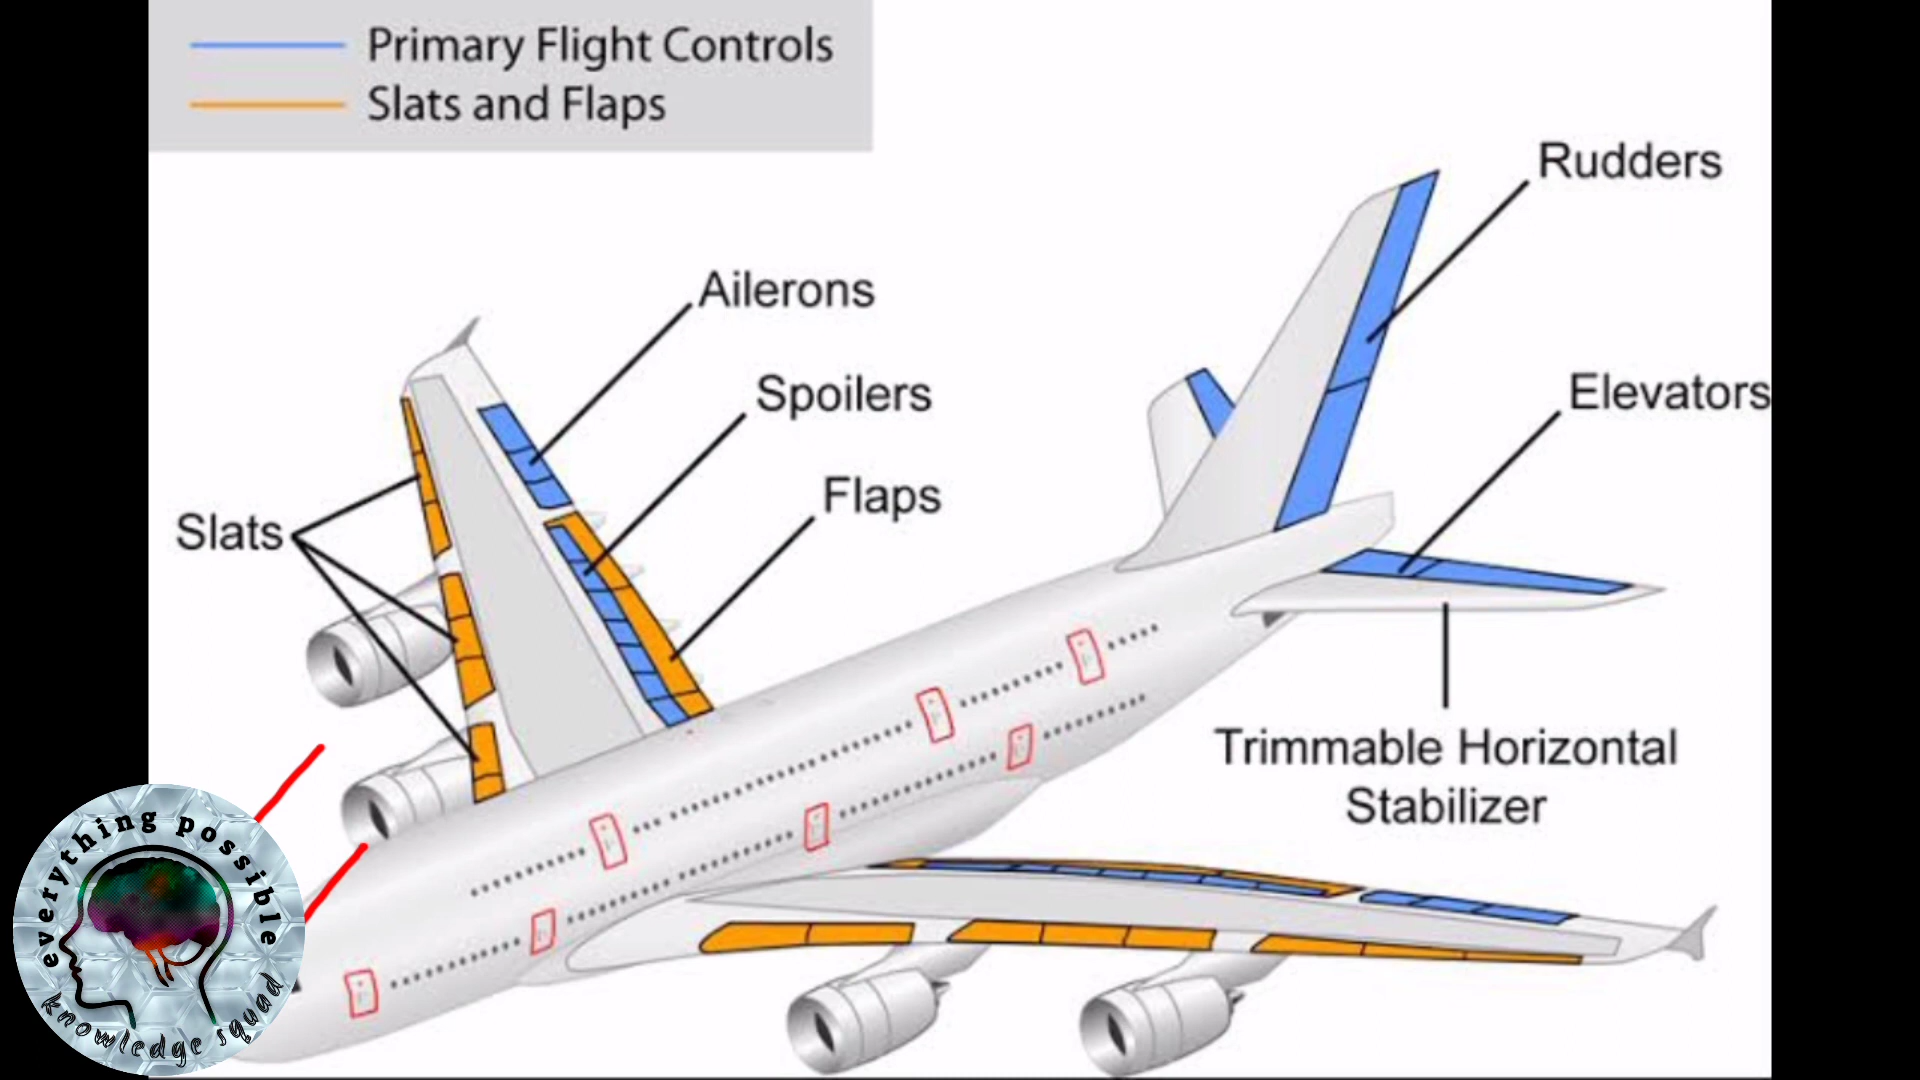 Primary Flight Controls
Slats and Flaps
Rudders
Ailerons
Elevators
Spoilers
Flaps
Slats
Trimmable Horizontal
Stabilizer
everything possible
knowledge squad